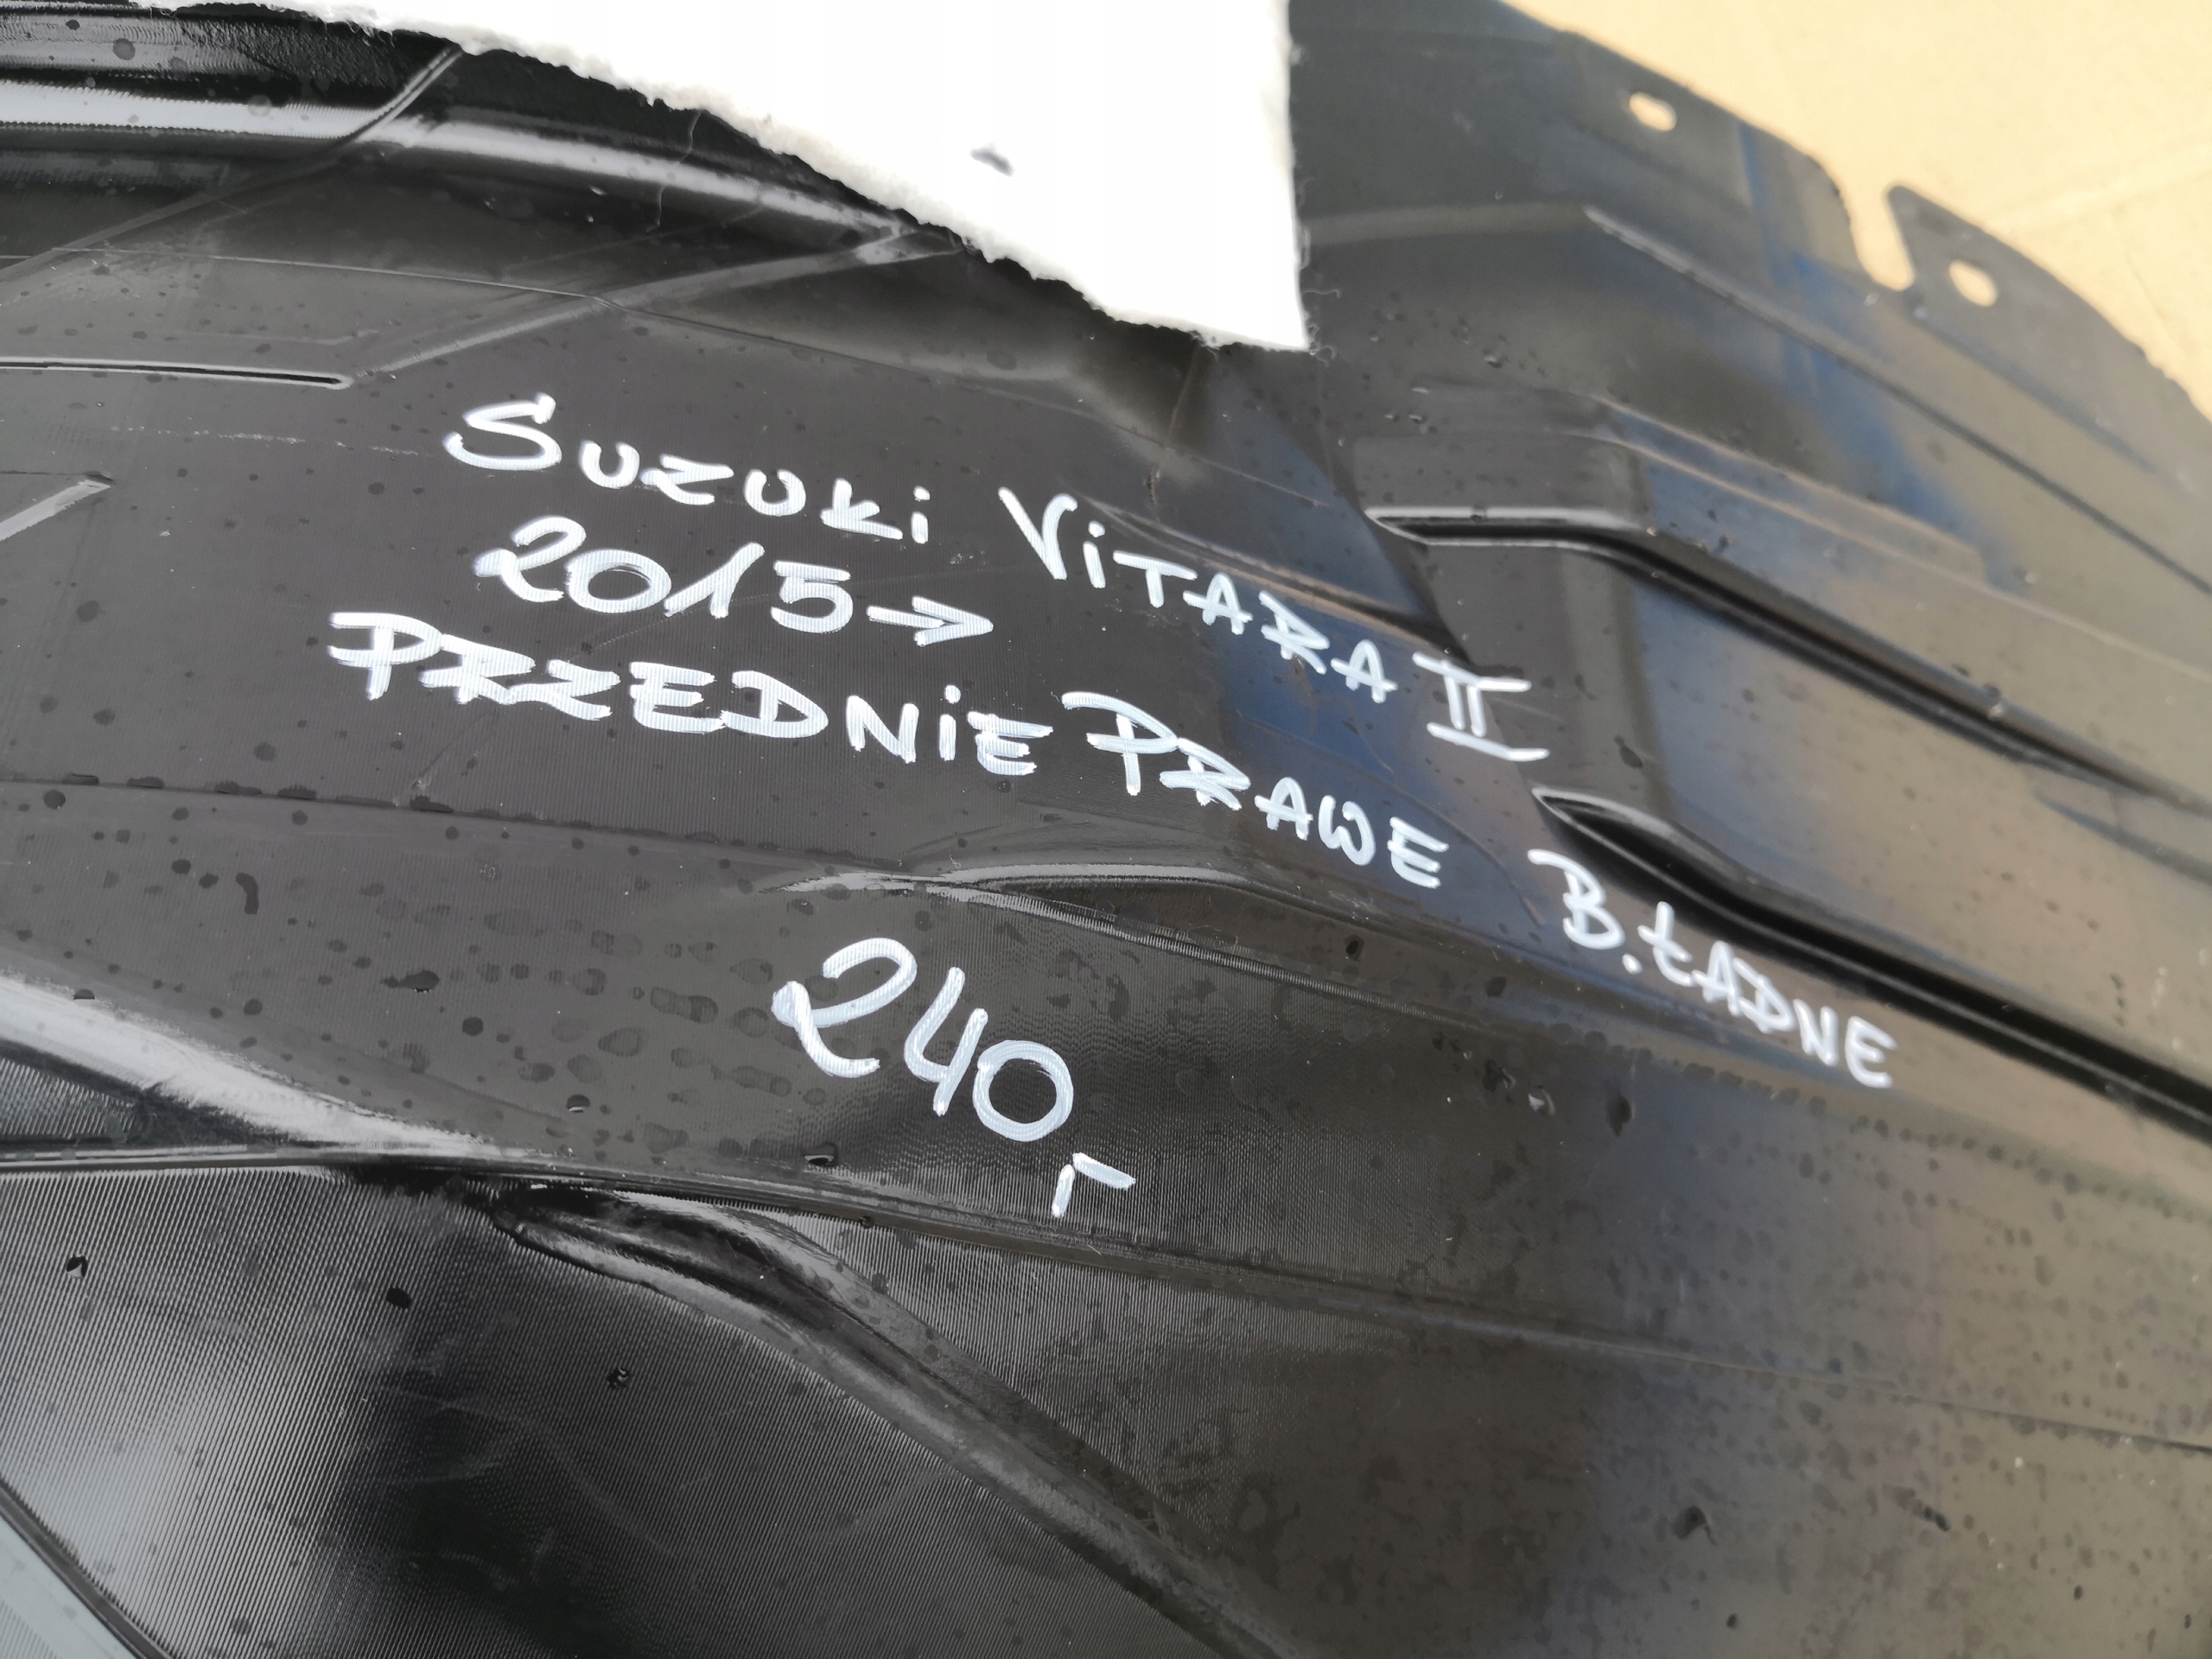 Suzuki Vitara II
2015→
PRZEDNIE PRAWE B.ŁADNE
240
Γ